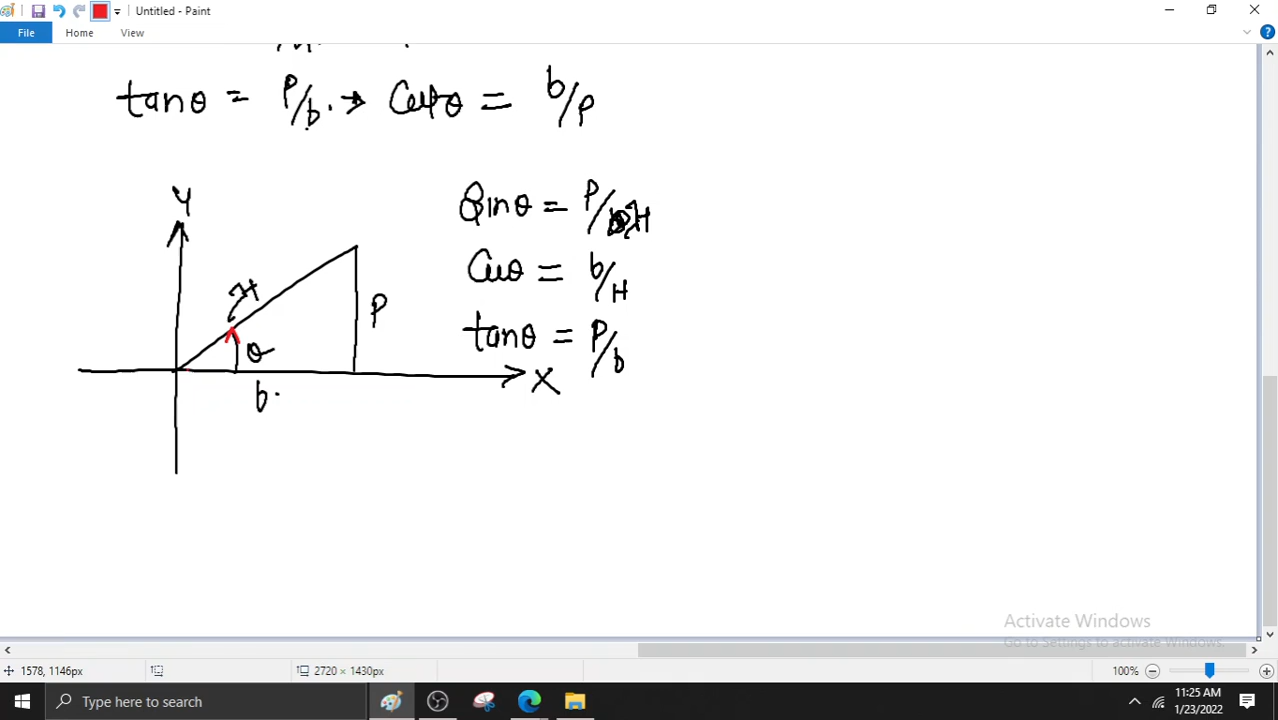 Untitled - Paint
File Home View
tanθ = P/b. → Cotθ = b/P
Y
Sinθ = P/H
Cosθ = b/H
H
P
tanθ = P/b
θ
X
b.
Activate Windows
Go to Settings to activate Windows.
1578, 1146px
2720 × 1430px
100%
Type here to search
11:25 AM
1/23/2022